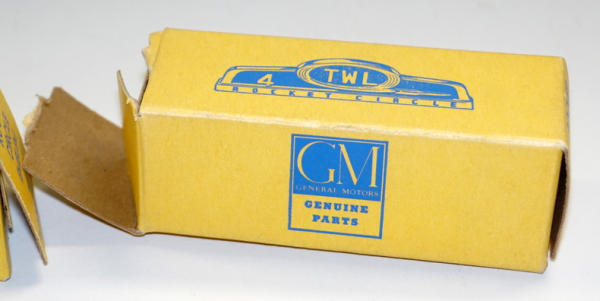 4 TWL
ROCKET CIRCLE
GM
GENERAL MOTORS
GENUINE
PARTS